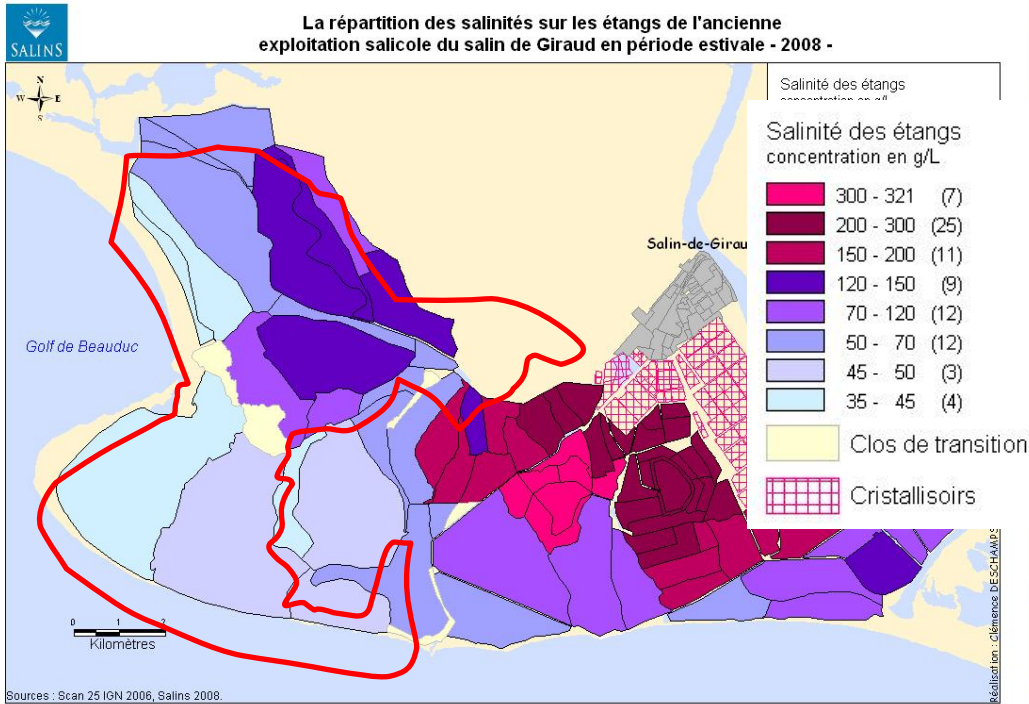 SALINS
La répartition des salinités sur les étangs de l'ancienne
exploitation salicole du salin de Giraud en période estivale - 2008 -
N
W E
S
Salinité des étangs
Salinité des étangs
concentration en g/L
300 - 321 (7)
200 - 300 (25)
150 - 200 (11)
120 - 150 (9)
70 - 120 (12)
50 - 70 (12)
45 - 50 (3)
35 - 45 (4)
Clos de transition
Cristallisoirs
Salin-de-Girau
Golf de Beauduc
0 1 2
Kilomètres
Sources : Scan 25 IGN 2006, Salins 2008.
Réalisation : Clémence DESCHAMPS